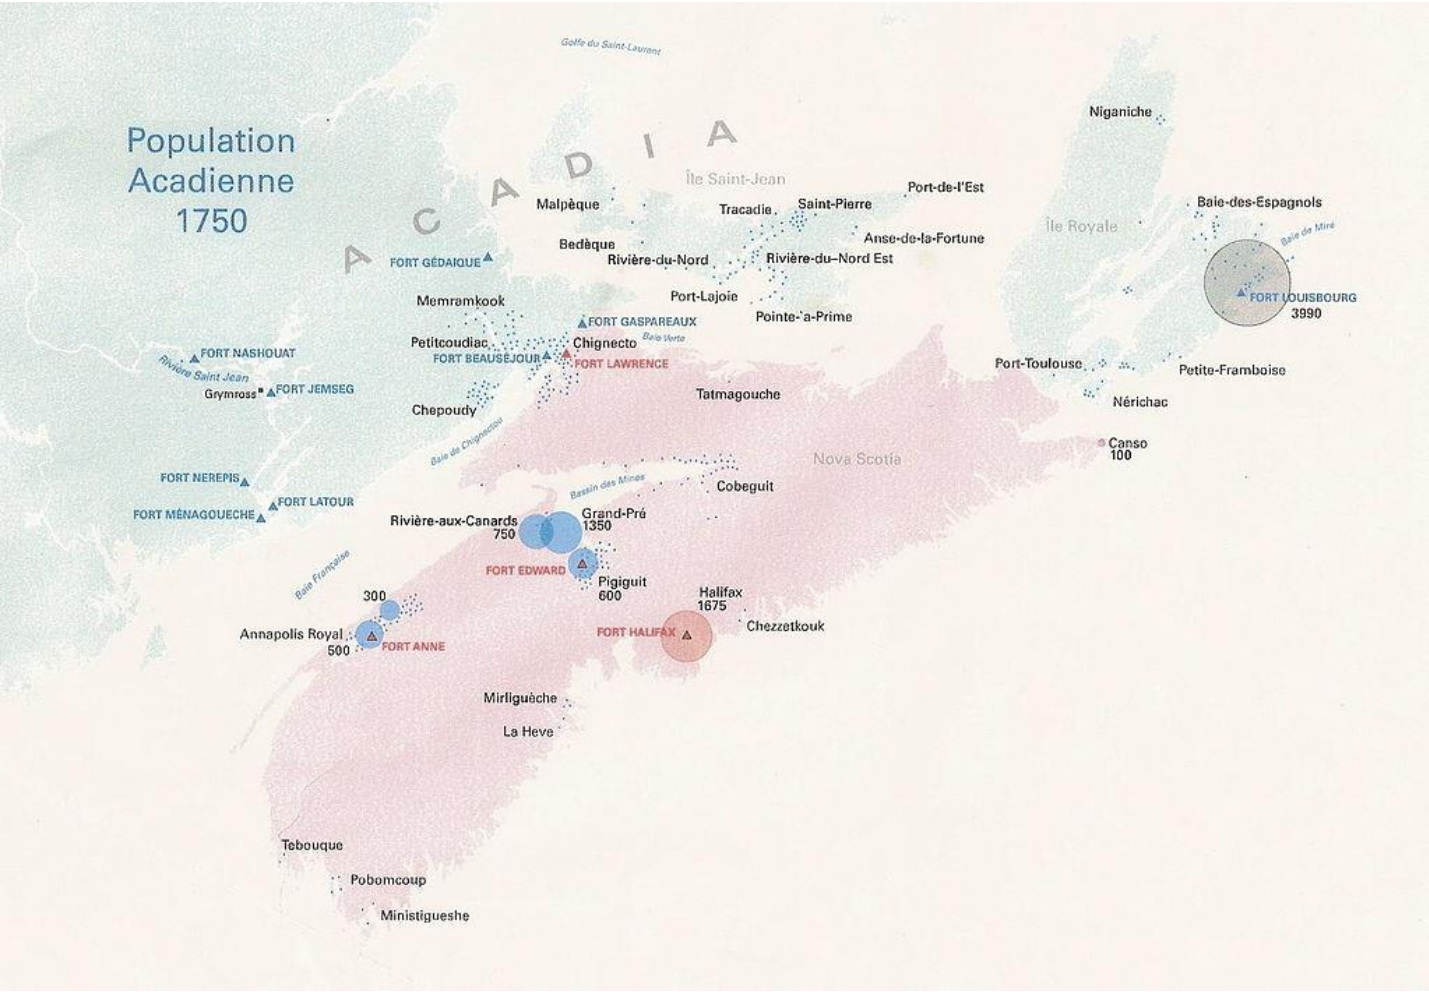 Golfe du Saint-Laurent
Population
Acadienne
1750
ACADIA
Niganiche
Île Saint-Jean
Port-de-l'Est
Malpèque
Tracadie
Saint-Pierre
Baie-des-Espagnols
Île Royale
Baie de Miré
Bedèque
Anse-de-la-Fortune
FORT GÉDAIQUE
Rivière-du-Nord
Rivière-du–Nord Est
Memramkook
Port-Lajoie
FORT LOUISBOURG
3990
Pointe-`a-Prime
FORT GASPAREAUX
Petitcoudiac
Chignecto
Baie Verte
FORT NASHOUAT
FORT BEAUSÉJOUR
FORT LAWRENCE
Port-Toulouse
Petite-Framboise
Rivière Saint Jean
Grymross
FORT JEMSEG
Tatmagouche
Chepoudy
Nérichac
Baie de Chignectou
Canso
100
Nova Scotia
FORT NEREPIS
Bassin des Mines
Cobeguit
FORT LATOUR
FORT MÉNAGOUECHE
Rivière-aux-Canards
750
Grand-Pré
1350
FORT EDWARD
Pigiguit
600
Baie Française
300
Halifax
1675
Annapolis Royal
500
FORT ANNE
FORT HALIFAX
Chezzetkouk
Mirliguèche
La Heve
Tebouque
Pobomcoup
Ministigueshe